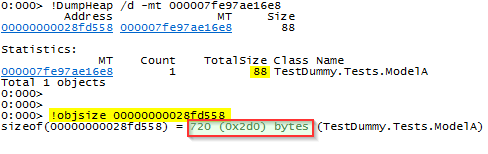 0:000> !DumpHeap /d -mt 000007fe97ae16e8
Address MT Size
00000000028fd558 000007fe97ae16e8 88
Statistics:
MT Count TotalSize Class Name
000007fe97ae16e8 1 88 TestDummy.Tests.ModelA
Total 1 objects
0:000>
0:000>
0:000> !objsize 00000000028fd558
sizeof(00000000028fd558) = 720 (0x2d0) bytes (TestDummy.Tests.ModelA)